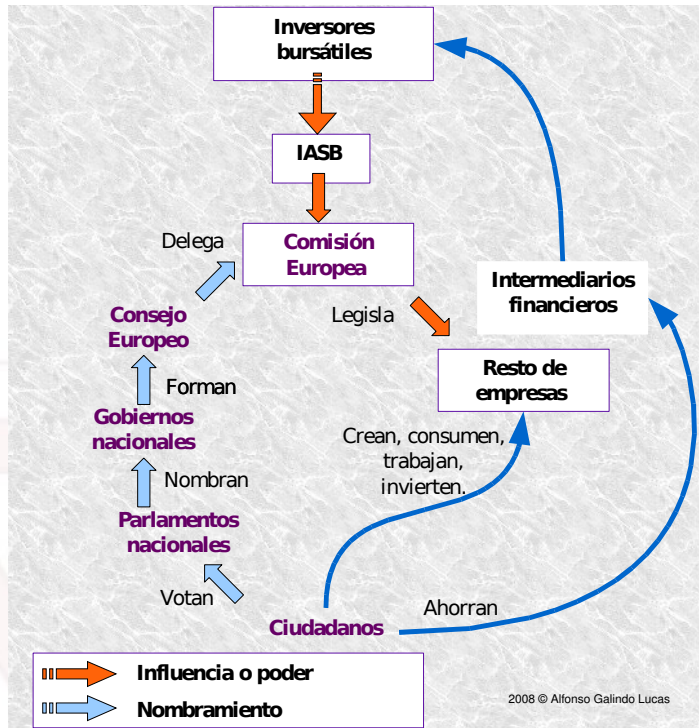 Inversores
bursátiles
IASB
Delega
Comisión
Europea
Intermediarios
financieros
Legisla
Consejo
Europeo
Resto de
empresas
Forman
Gobiernos
nacionales
Crean, consumen,
trabajan,
invierten.
Nombran
Parlamentos
nacionales
Votan
Ciudadanos
Ahorran
Influencia o poder
Nombramiento
2008 © Alfonso Galindo Lucas